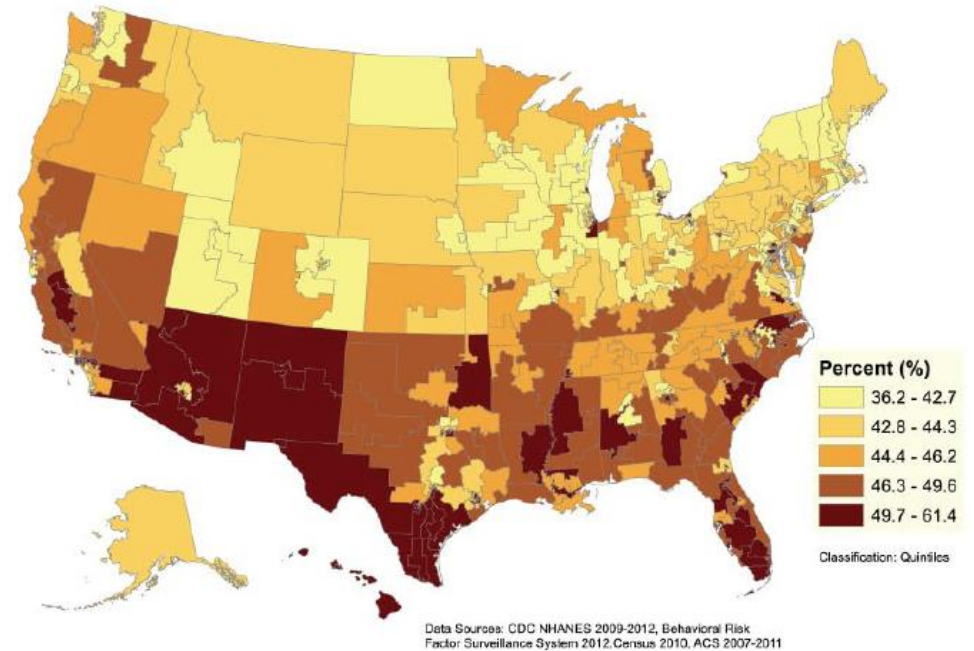 Percent (%)
36.2 - 42.7
42.8 - 44.3
44.4 - 46.2
46.3 - 49.6
49.7 - 61.4
Classification: Quintiles
Data Sources: CDC NHANES 2009-2012, Behavioral Risk
Factor Surveillance System 2012,Census 2010, ACS 2007-2011